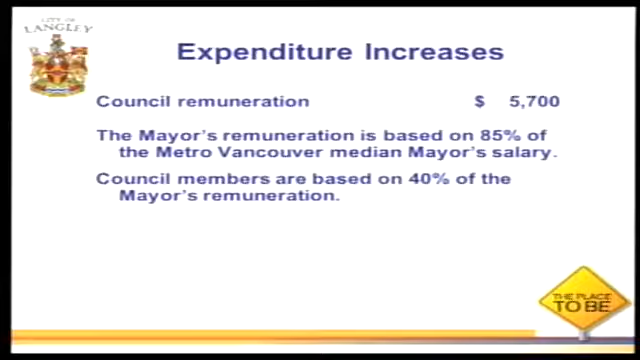 CITY OF
LANGLEY
Expenditure Increases
Council remuneration $ 5,700
The Mayor's remuneration is based on 85% of
the Metro Vancouver median Mayor's salary.
Council members are based on 40% of the
Mayor's remuneration.
THE PLACE
TO BE